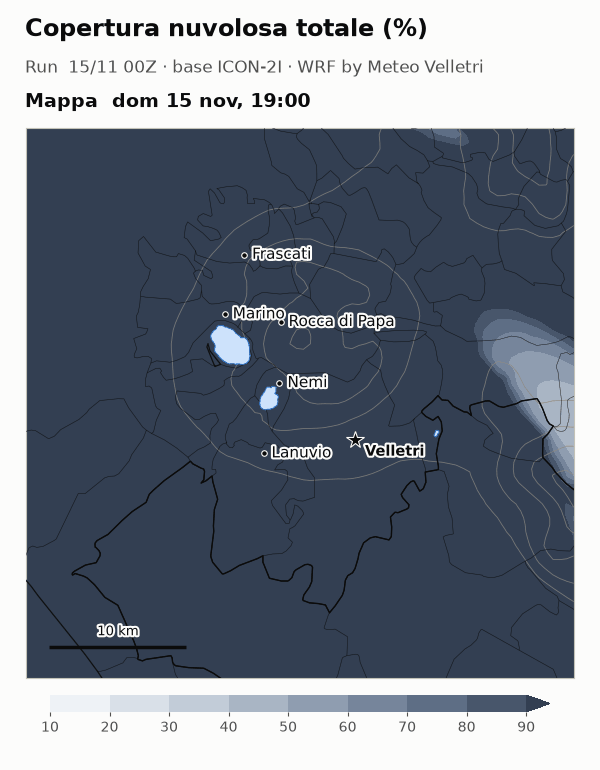 Copertura nuvolosa totale (%)
Run  15/11 00Z · base ICON-2I · WRF by Meteo Velletri
Mappa  dom 15 nov, 19:00
Frascati
Marino
Rocca di Papa
Nemi
Velletri
Lanuvio
10 km
10 20 30 40 50 60 70 80 90